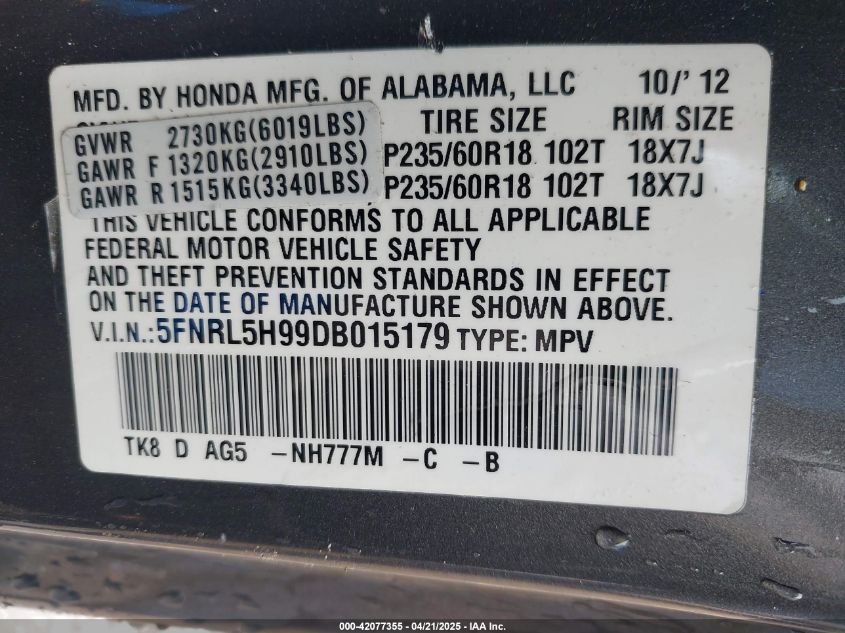 MFD. BY HONDA MFG. OF ALABAMA, LLC 10/'12
GVWR 2730KG(6019LBS) TIRE SIZE RIM SIZE
GAWR F 1320KG(2910LBS) P235/60R18 102T 18X7J
GAWR R 1515KG(3340LBS) P235/60R18 102T 18X7J
THIS VEHICLE CONFORMS TO ALL APPLICABLE
FEDERAL MOTOR VEHICLE SAFETY
AND THEFT PREVENTION STANDARDS IN EFFECT
ON THE DATE OF MANUFACTURE SHOWN ABOVE.
V.I.N.:5FNRL5H99DB015179 TYPE: MPV
TK8 D AG5 -NH777M -C -B
000-42077355 - 04/21/2025 - IAA Inc.